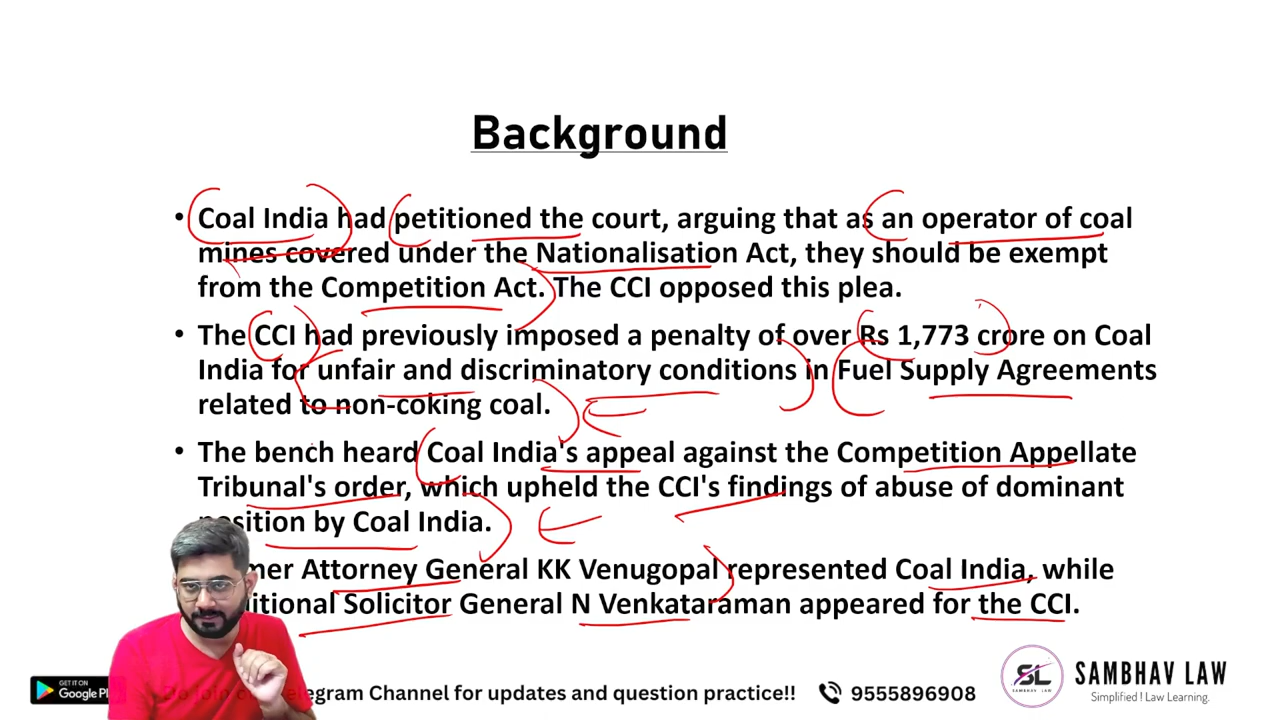 Background
• Coal India had petitioned the court, arguing that as an operator of coal
mines covered under the Nationalisation Act, they should be exempt
from the Competition Act. The CCI opposed this plea.
• The CCI had previously imposed a penalty of over Rs 1,773 crore on Coal
India for unfair and discriminatory conditions in Fuel Supply Agreements
related to non-coking coal.
• The bench heard Coal India's appeal against the Competition Appellate
Tribunal's order, which upheld the CCI's findings of abuse of dominant
position by Coal India.
Attorney General KK Venugopal represented Coal India, while
Solicitor General N Venkataraman appeared for the CCI.
GET IT ON
Google Pl
Telegram Channel for updates and question practice!!
9555896908
SL
SAMBHAV LAW
SAMBHAV LAW
Simplified ! Law Learning.